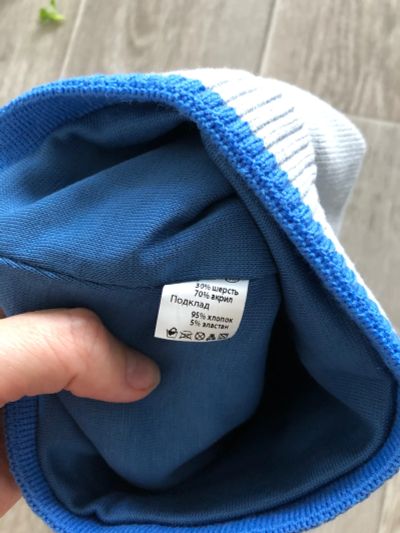 30% шерсть
70% акрил
Подклад
95% хлопок
5% эластан